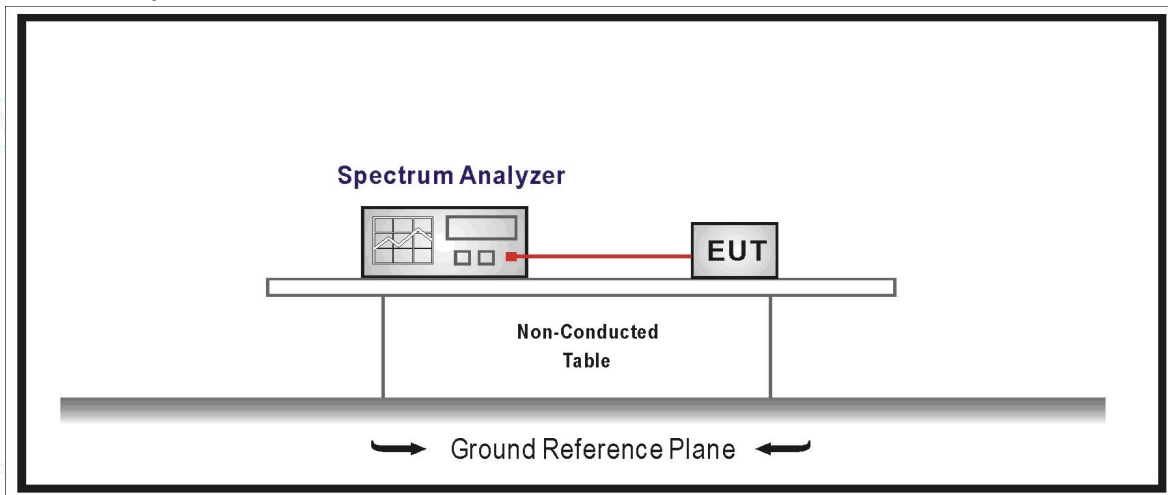 Spectrum Analyzer
EUT
Non-Conducted
Table
Ground Reference Plane